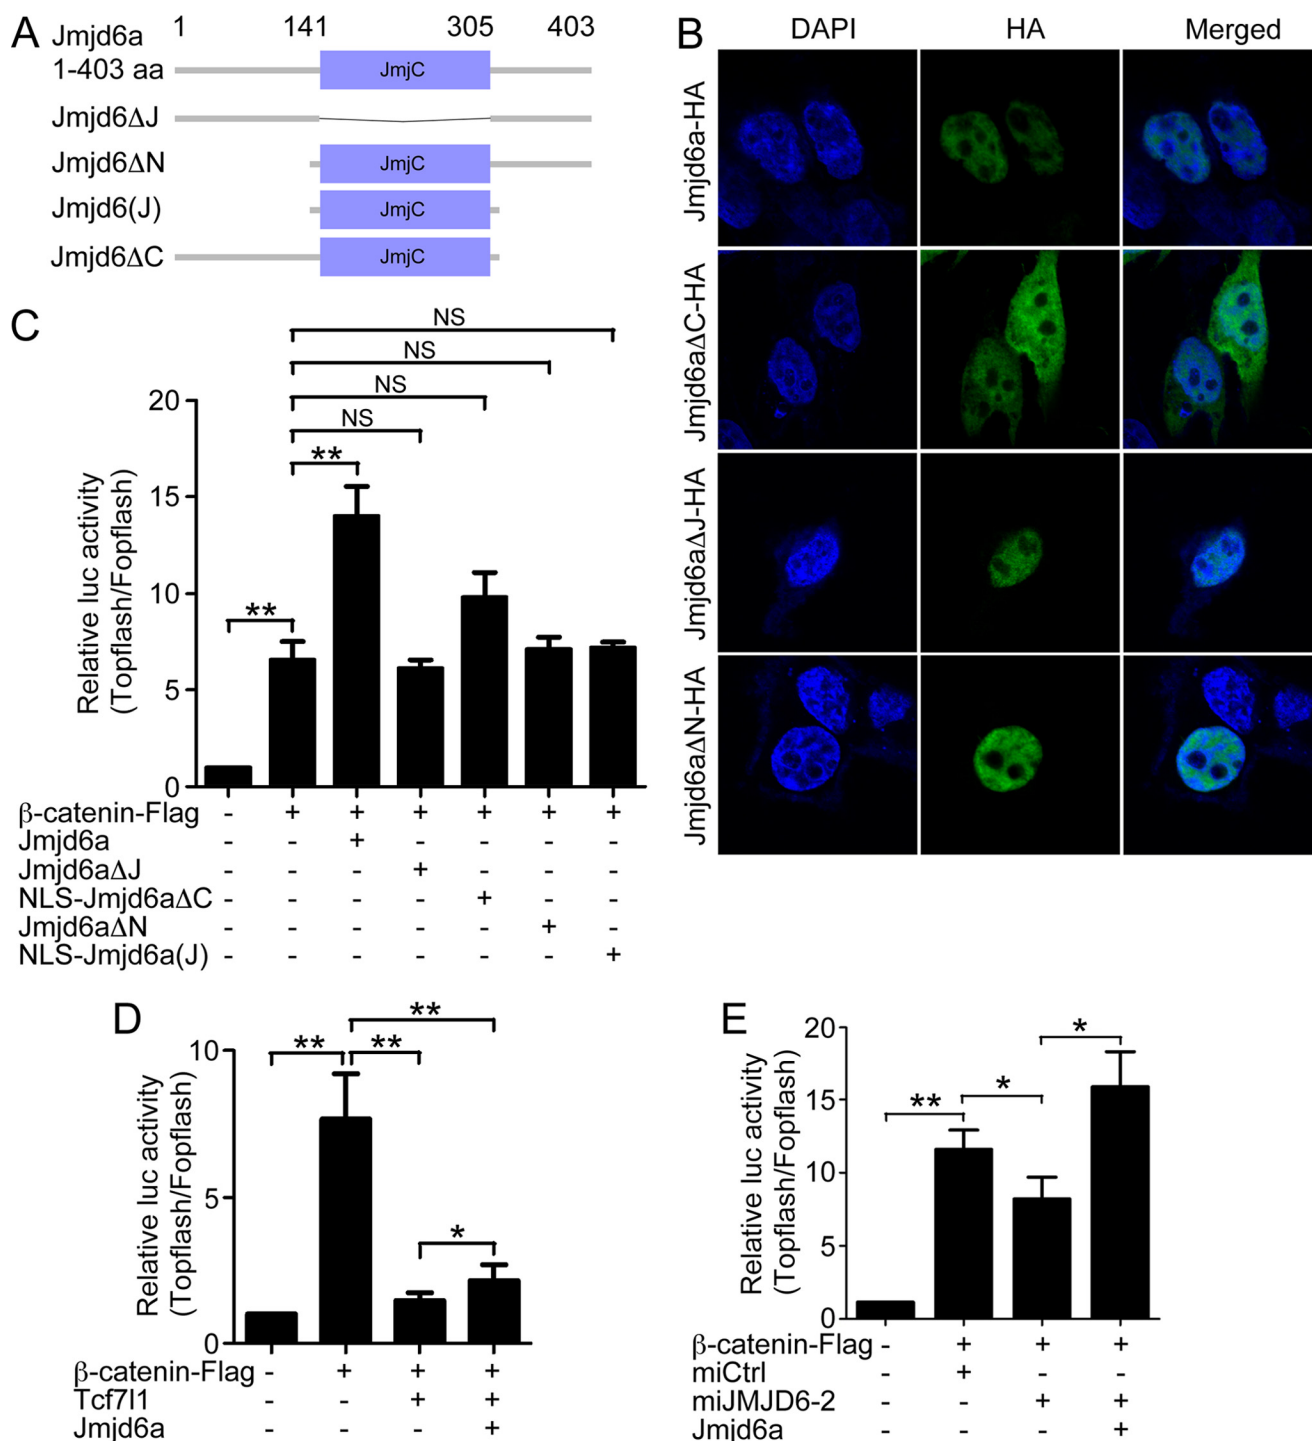 A
Jmjd6a
1 141 305 403
1-403 aa
JmjC
Jmjd6ΔJ
Jmjd6ΔN
JmjC
Jmjd6(J)
JmjC
Jmjd6ΔC
JmjC
B
DAPI HA Merged
Jmjd6a-HA
Jmjd6aΔC-HA
Jmjd6aΔJ-HA
Jmjd6aΔN-HA
C
NS
NS
NS
NS
**
**
Relative luc activity
(Topflash/Fopflash)
20
15
10
5
0
β-catenin-Flag - + + + + + +
Jmjd6a - - + - - - -
Jmjd6aΔJ - - - + - - -
NLS-Jmjd6aΔC - - - - + - -
Jmjd6aΔN - - - - - + -
NLS-Jmjd6a(J) - - - - - - +
D
**
** **
*
Relative luc activity
(Topflash/Fopflash)
10
5
0
β-catenin-Flag - + + +
Tcf7l1 - - + +
Jmjd6a - - - +
E
*
** *
Relative luc activity
(Topflash/Fopflash)
20
15
10
5
0
β-catenin-Flag - + + +
miCtrl - + - -
miJMJD6-2 - - + +
Jmjd6a - - - +